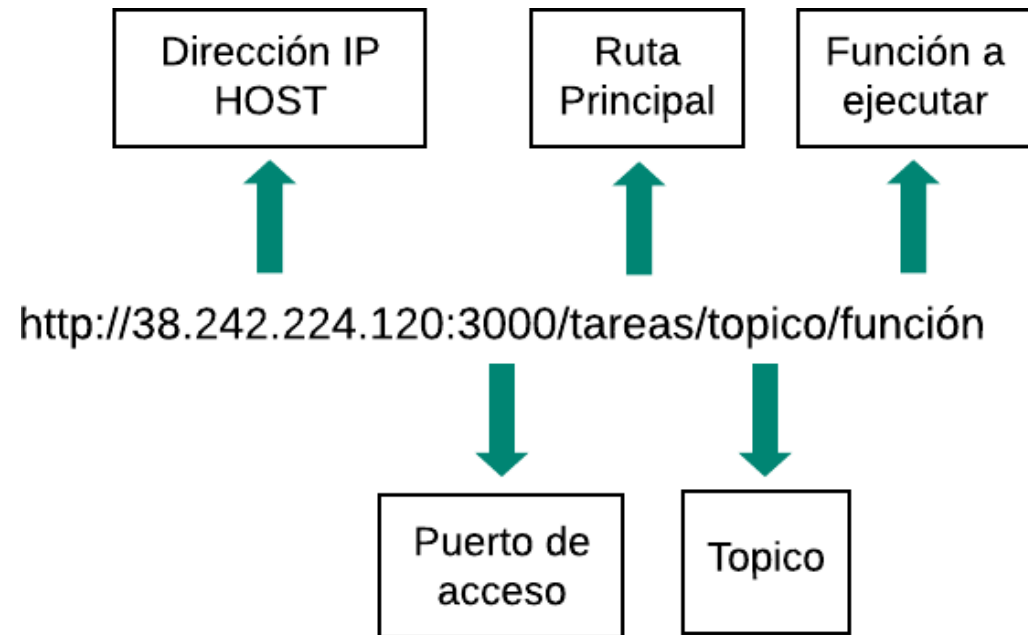 Dirección IP
HOST
Ruta
Principal
Función a
ejecutar
http://38.242.224.120:3000/tareas/topico/función
Puerto de
acceso
Topico